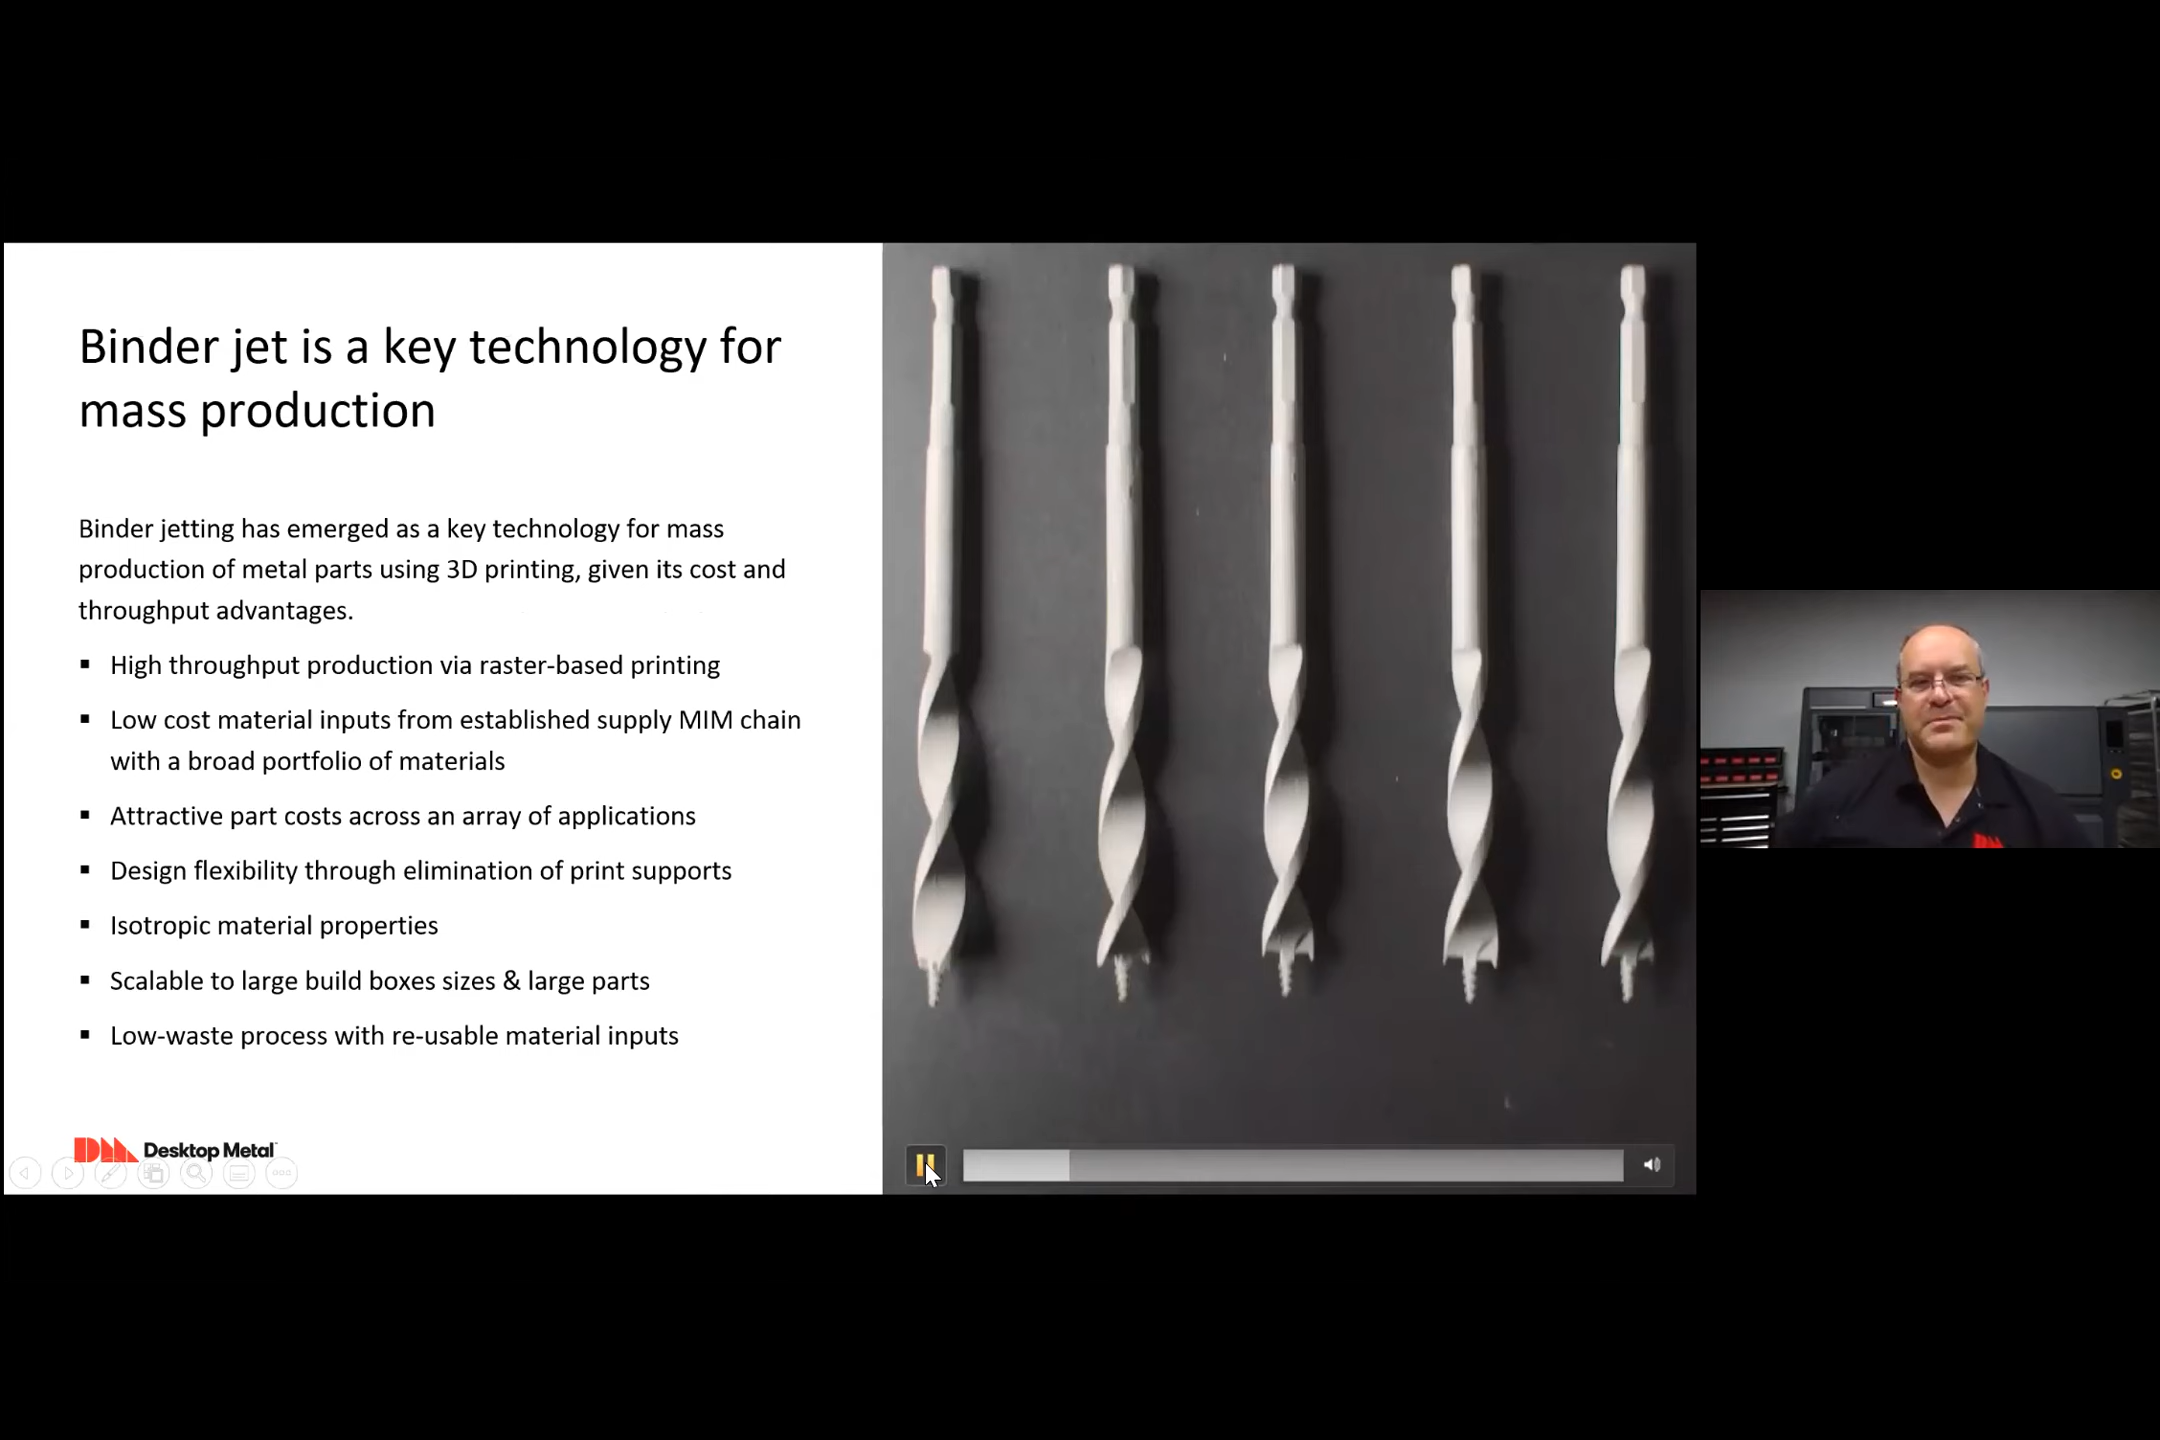 Binder jet is a key technology for
mass production
Binder jetting has emerged as a key technology for mass
production of metal parts using 3D printing, given its cost and
throughput advantages.
▪ High throughput production via raster-based printing
▪ Low cost material inputs from established supply MIM chain
with a broad portfolio of materials
▪ Attractive part costs across an array of applications
▪ Design flexibility through elimination of print supports
▪ Isotropic material properties
▪ Scalable to large build boxes sizes & large parts
▪ Low-waste process with re-usable material inputs
DM Desktop Metal